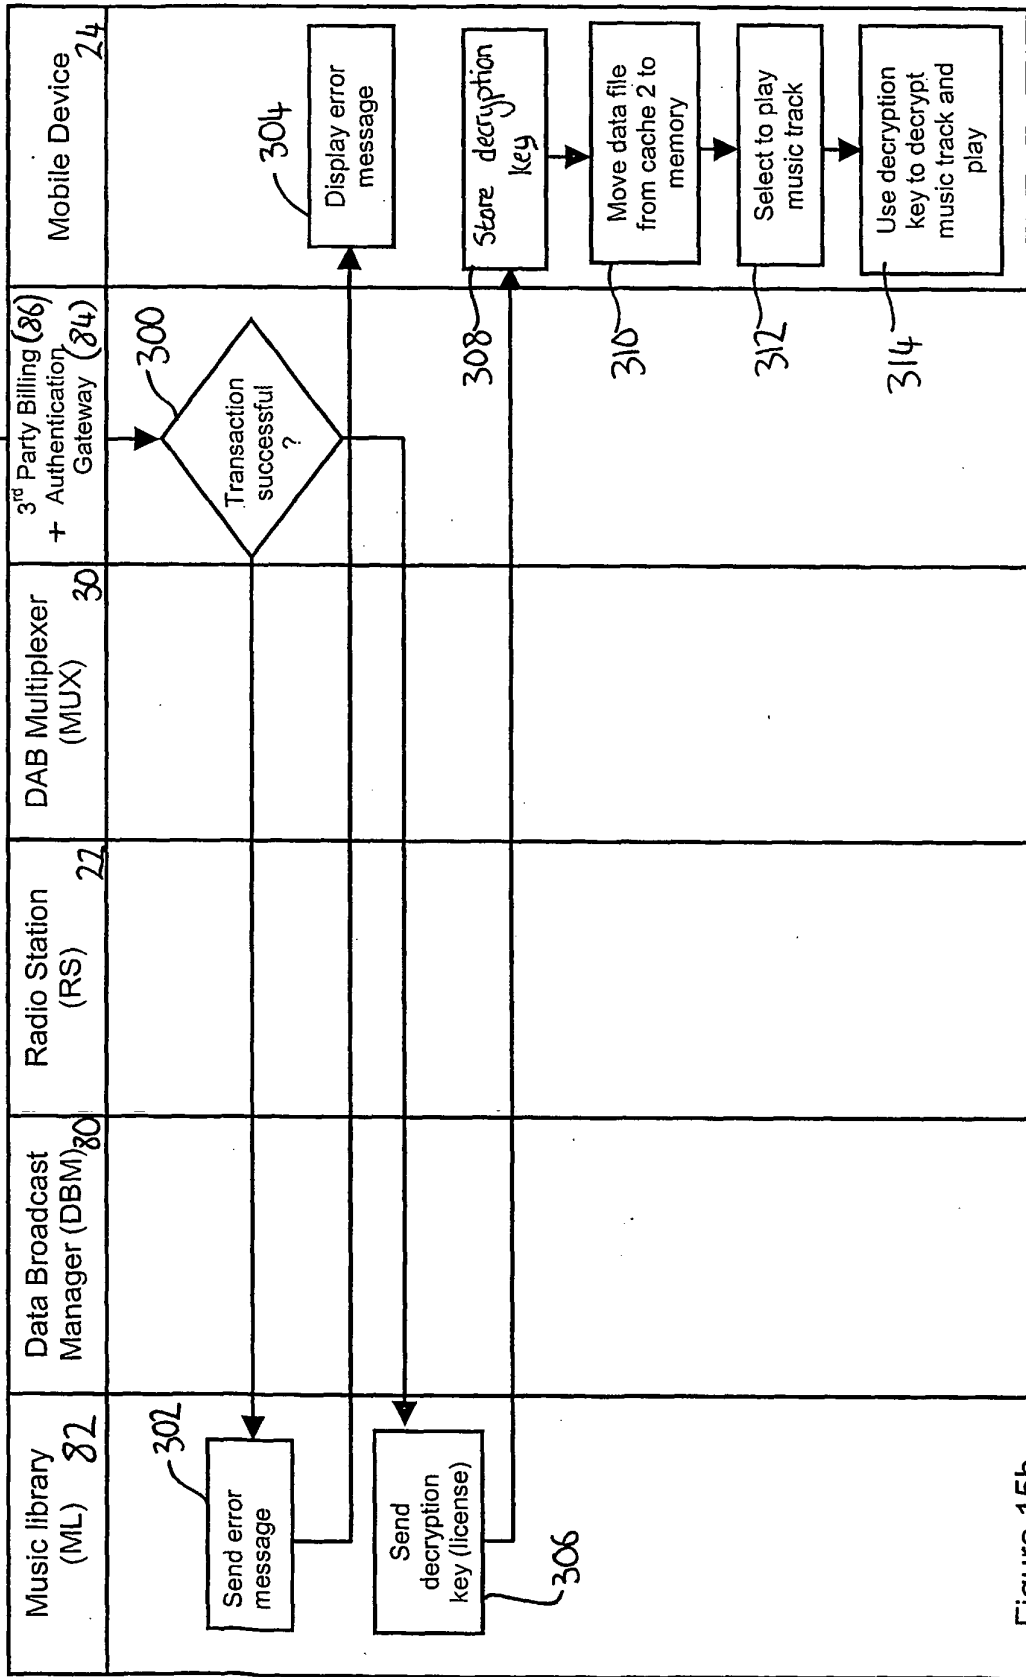 Music library
(ML) 82
Data Broadcast
Manager (DBM) 80
Radio Station
(RS) 22
DAB Multiplexer
(MUX) 30
3rd Party Billing (86)
+ Authentication
Gateway (84)
Mobile Device
24
300
Transaction
successful
?
302
Send error
message
304
Display error
message
Send
decryption
key (license)
306
308
Store decryption
key
310
Move data file
from cache 2 to
memory
312
Select to play
music track
314
Use decryption
key to decrypt
music track and
play
Figure 15b